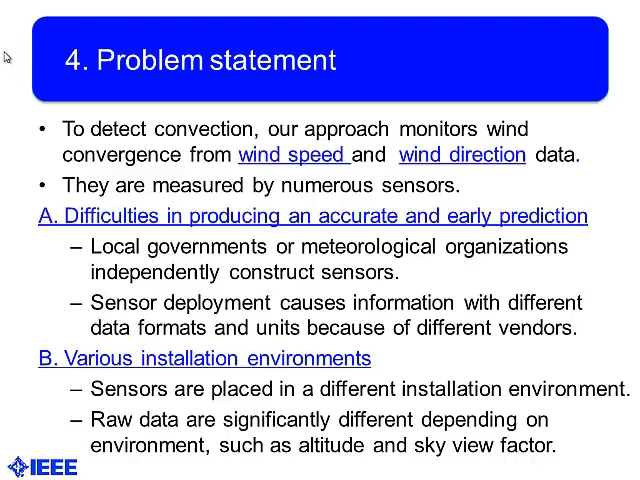 4. Problem statement
• To detect convection, our approach monitors wind
convergence from wind speed and wind direction data.
• They are measured by numerous sensors.
A. Difficulties in producing an accurate and early prediction
– Local governments or meteorological organizations
independently construct sensors.
– Sensor deployment causes information with different
data formats and units because of different vendors.
B. Various installation environments
– Sensors are placed in a different installation environment.
– Raw data are significantly different depending on
environment, such as altitude and sky view factor.
IEEE